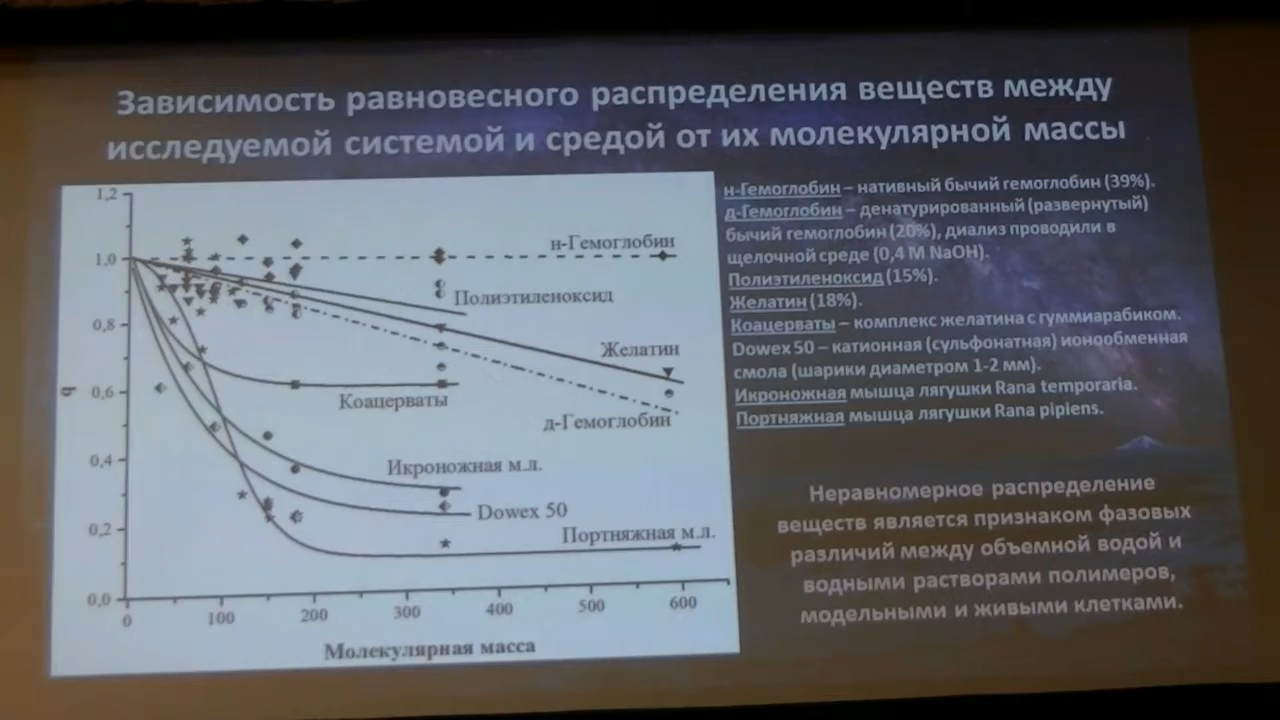 Зависимость равновесного распределения веществ между
исследуемой системой и средой от их молекулярной массы
1,2
1,0
0,8
0,6
0,4
0,2
0,0
q
0
100
200
300
400
500
600
Молекулярная масса
н-Гемоглобин
Полиэтиленоксид
Желатин
Коацерваты
д-Гемоглобин
Икроножная м.л.
Dowex 50
Портняжная м.л.
н-Гемоглобин – нативный бычий гемоглобин (39%).
д-Гемоглобин – денатурированный (развернутый)
бычий гемоглобин (20%), диализ проводили в
щелочной среде (0,4 М NaOH).
Полиэтиленоксид (15%).
Желатин (18%).
Коацерваты – комплекс желатина с гуммиарабиком.
Dowex 50 – катионная (сульфонатная) ионообменная
смола (шарики диаметром 1-2 мм).
Икроножная мышца лягушки Rana temporaria.
Портняжная мышца лягушки Rana pipiens.
Неравномерное распределение
веществ является признаком фазовых
различий между объемной водой и
водными растворами полимеров,
модельными и живыми клетками.